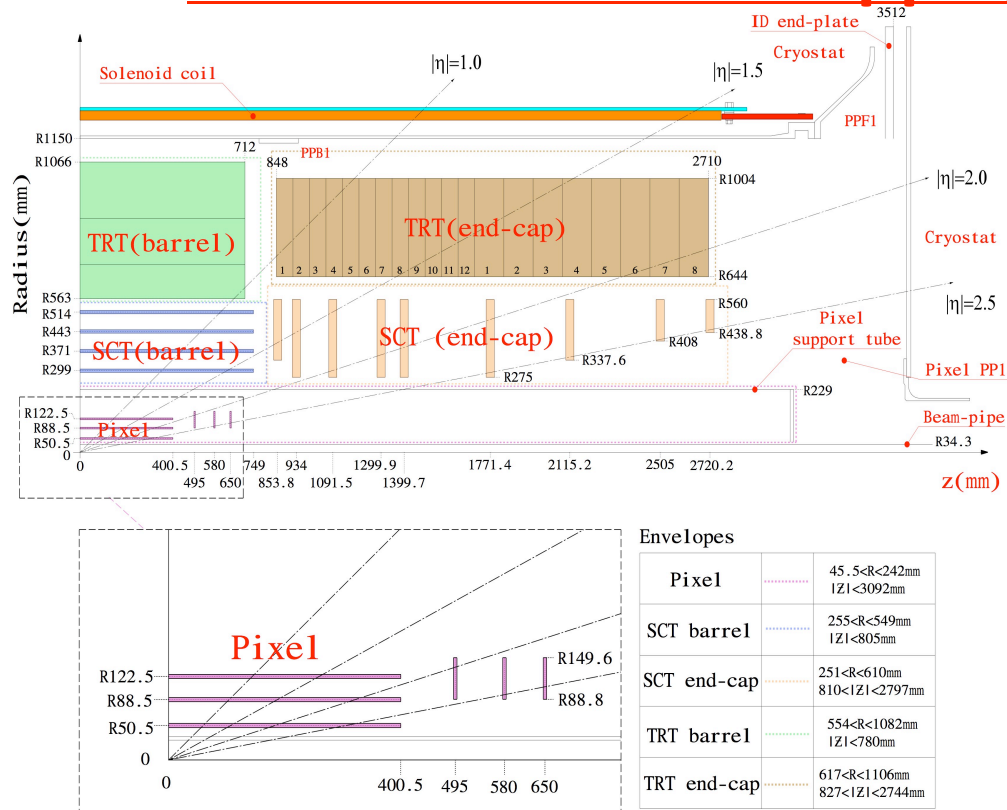 3512
ID end-plate
Cryostat
|η|=1.0
|η|=1.5
Solenoid coil
PPF1
R1150
PPB1
712
848
2710
R1066
R1004
|η|=2.0
Radius(mm)
TRT(barrel)
TRT(end-cap)
Cryostat
1 2 3 4 5 6 7 8 9 10 11 12 1 2 3 4 5 6 7 8
R644
R563
R560
|η|=2.5
R514
R443
SCT(barrel)
SCT (end-cap)
R438.8
Pixel
support tube
R408
R371
R337.6
Pixel PP1
R299
R275
R229
R122.5
R88.5
Pixel
Beam-pipe
R50.5
R34.3
0
0
400.5 580 749 934 1299.9 1771.4 2115.2 2505 2720.2
495 650 853.8 1091.5 1399.7
z(mm)
Envelopes
Pixel
45.5<R<242mm
|Z|<3092mm
SCT barrel
255<R<549mm
|Z|<805mm
SCT end-cap
251<R<610mm
810<|Z|<2797mm
TRT barrel
554<R<1082mm
|Z|<780mm
TRT end-cap
617<R<1106mm
827<|Z|<2744mm
Pixel
R149.6
R122.5
R88.5
R88.8
R50.5
0
0
400.5 495 580 650